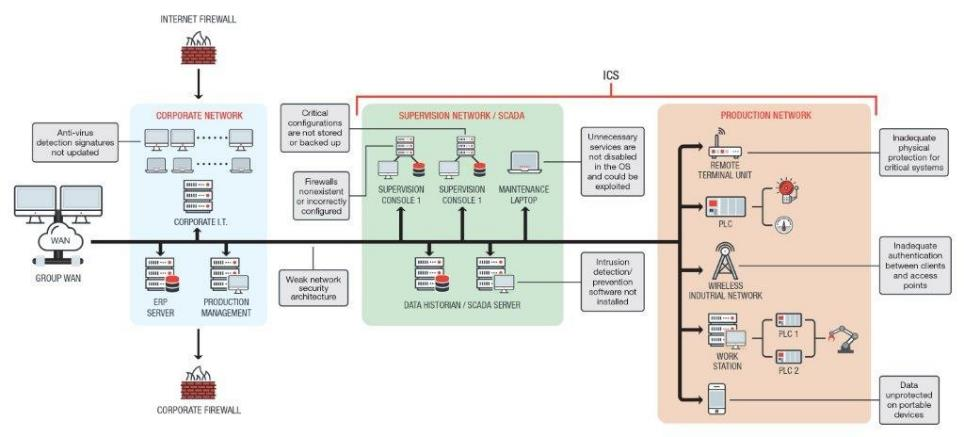 INTERNET FIREWALL
ICS
CORPORATE NETWORK
Anti-virus
detection signatures
not updated
CORPORATE I.T.
WAN
GROUP WAN
ERP
SERVER
PRODUCTION
MANAGEMENT
CORPORATE FIREWALL
Critical
configurations
are not stored
or backed up
Firewalls
nonexistent
or incorrectly
configured
Weak network
security
architecture
SUPERVISION NETWORK / SCADA
SUPERVISION
CONSOLE 1
SUPERVISION
CONSOLE 1
MAINTENANCE
LAPTOP
DATA HISTORIAN / SCADA SERVER
Unnecessary
services are
not disabled
in the OS
and could be
exploited
Intrusion
detection/
prevention
software not
installed
PRODUCTION NETWORK
REMOTE
TERMINAL UNIT
PLC
WIRELESS
INDUTRIAL NETWORK
WORK
STATION
PLC 1
PLC 2
Inadequate
physical
protection for
critical systems
Inadequate
authentication
between clients
and access
points
Data
unprotected
on portable
devices